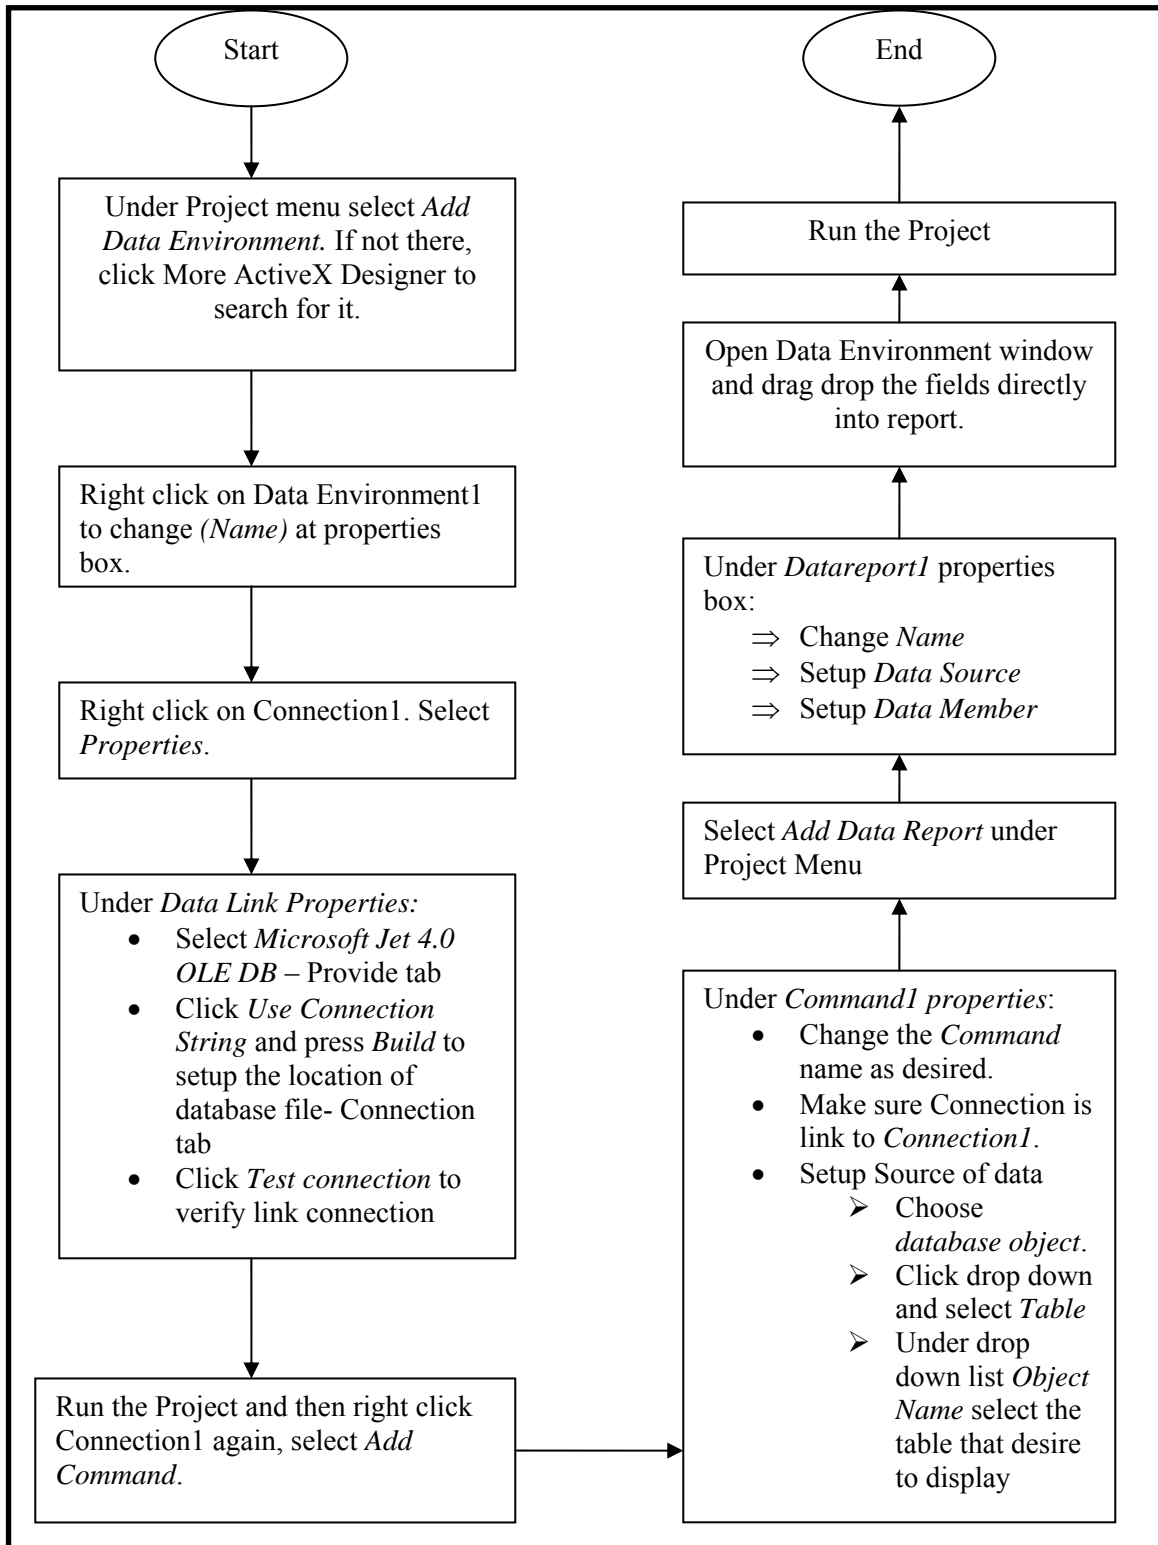 Start
Under Project menu select Add
Data Environment. If not there,
click More ActiveX Designer to
search for it.
Right click on Data Environment1
to change (Name) at properties
box.
Right click on Connection1. Select
Properties.
Under Data Link Properties:
• Select Microsoft Jet 4.0
OLE DB – Provide tab
• Click Use Connection
String and press Build to
setup the location of
database file- Connection
tab
• Click Test connection to
verify link connection
Run the Project and then right click
Connection1 again, select Add
Command.
Under Command1 properties:
• Change the Command
name as desired.
• Make sure Connection is
link to Connection1.
• Setup Source of data
➢ Choose
database object.
➢ Click drop down
and select Table
➢ Under drop
down list Object
Name select the
table that desire
to display
Select Add Data Report under
Project Menu
Under Datareport1 properties
box:
⇒ Change Name
⇒ Setup Data Source
⇒ Setup Data Member
Open Data Environment window
and drag drop the fields directly
into report.
Run the Project
End